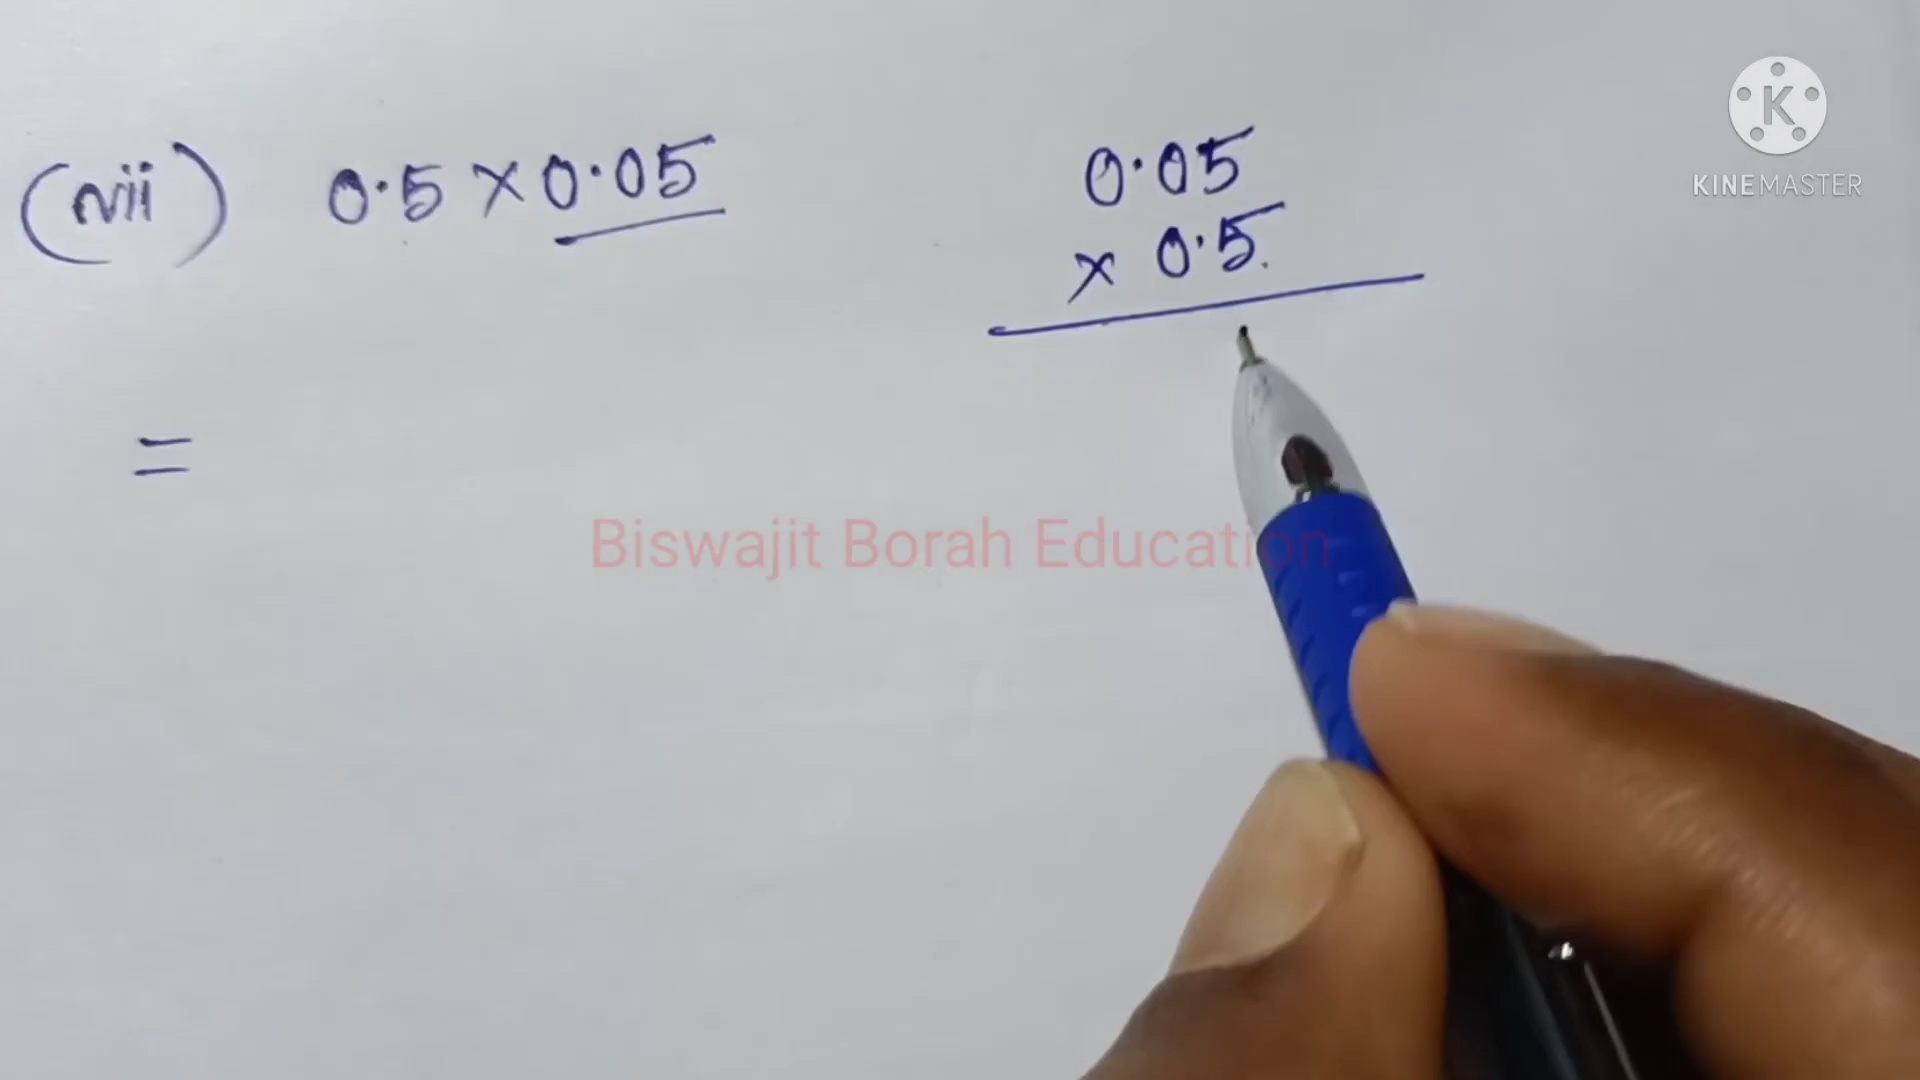 (vii) 0.5 × 0.05
=
0.05
× 0.5
KINEMASTER
Biswajit Borah Education